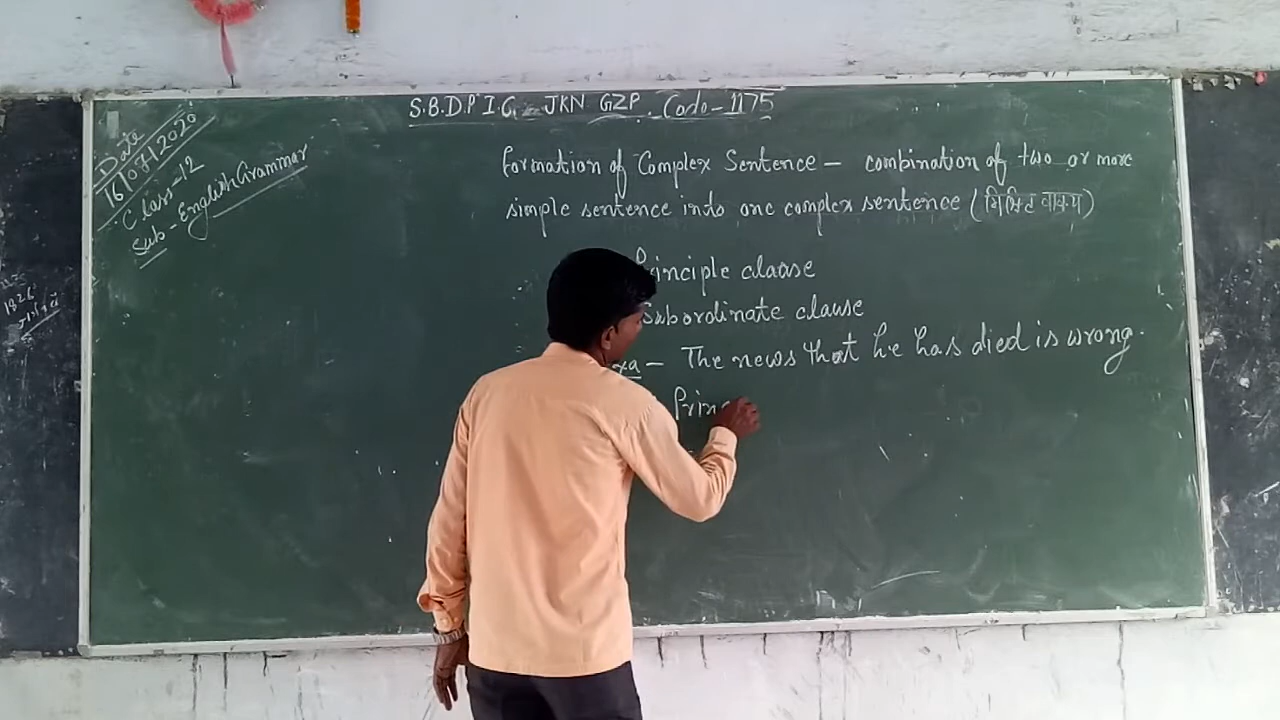 S.B.D.P I.C. JKN GZP. Code-1175
Date
16/07/2020
Class-12
Sub-English Grammar
Formation of Complex Sentence - combination of two or more
simple sentence into one complex sentence (मिश्रित वाक्य)
Principle clause
Subordinate clause
Exa - The news that he has died is wrong.
Princ
1826